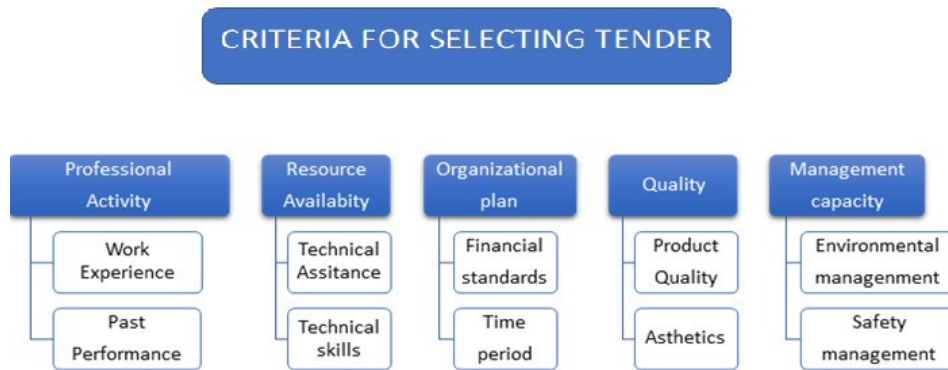 CRITERIA FOR SELECTING TENDER
Professional
Activity
Work
Experience
Past
Performance
Resource
Availabity
Technical
Assitance
Technical
skills
Organizational
plan
Financial
standards
Time
period
Quality
Product
Quality
Asthetics
Management
capacity
Environmental
managenment
Safety
management